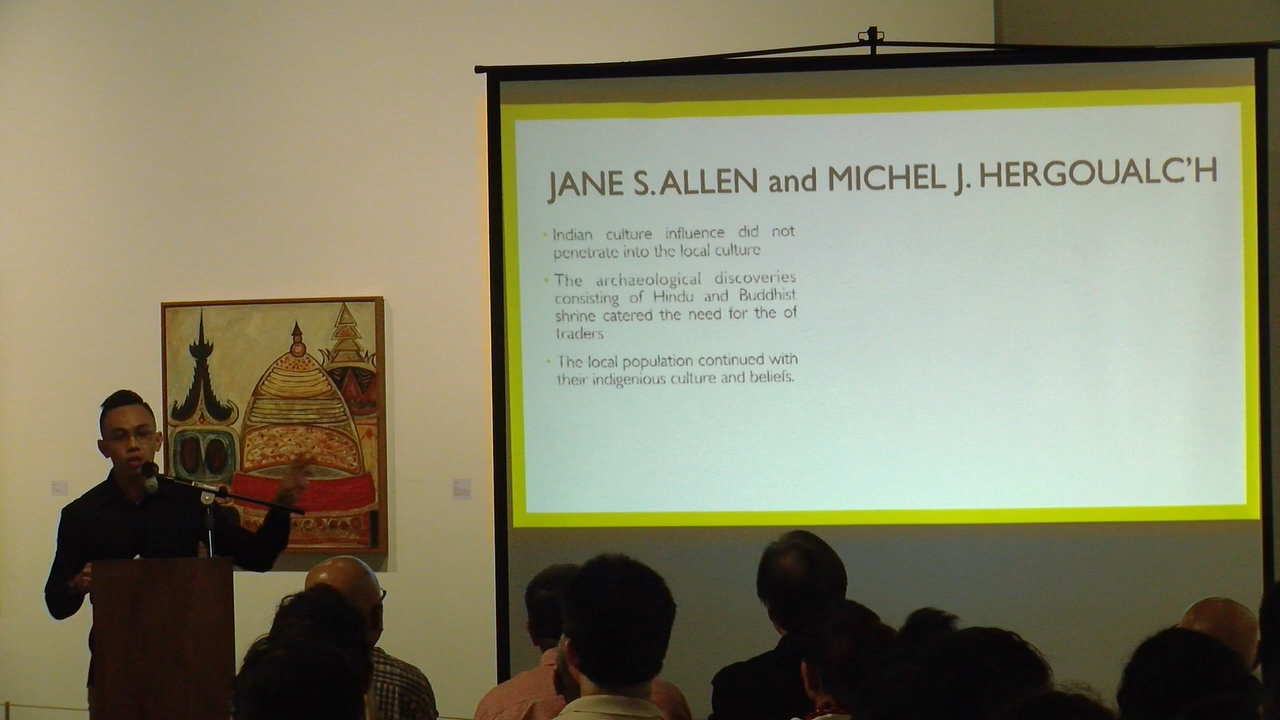 JANE S. ALLEN and MICHEL J. HERGOUALC'H
Indian culture influence did not
penetrate into the local culture
The archaeological discoveries
consisting of Hindu and Buddhist
shrine catered the need for the of
traders
The local population continued with
their indigenious culture and beliefs.